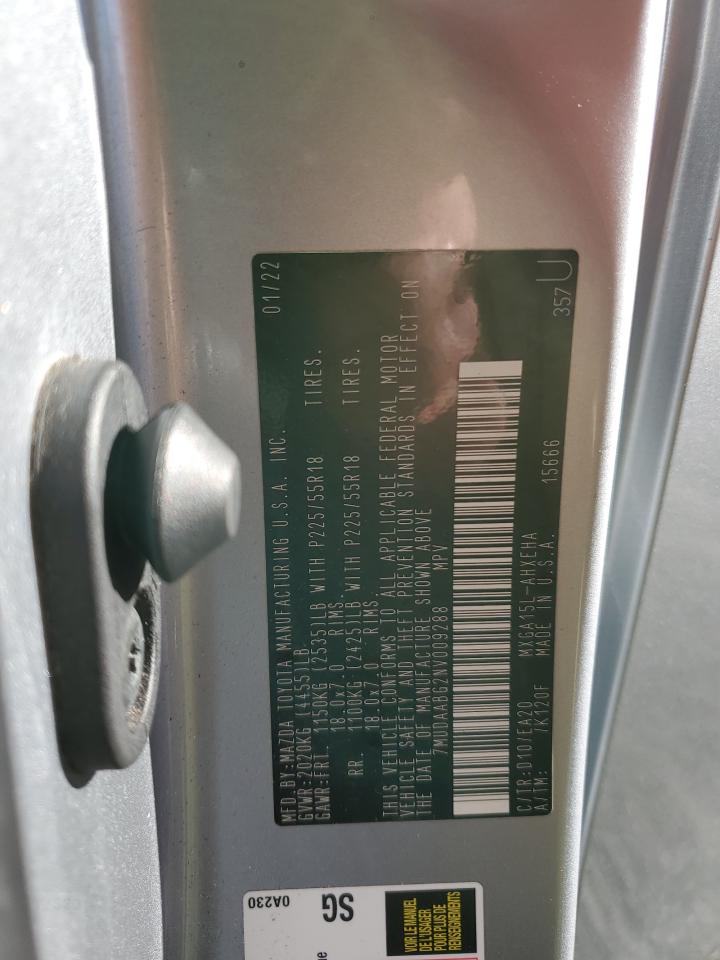 MFD.BY:MAZDA TOYOTA MANUFACTURING U.S.A. INC. 01/22
GVWR:2020KG (4455)LB
GAWR:FRT. 1150KG (2535)LB WITH P225/55R18 TIRES.
18.0x7.0 RIMS.
RR. 1100KG (2425)LB WITH P225/55R18 TIRES.
18.0x7.0 RIMS.
THIS VEHICLE CONFORMS TO ALL APPLICABLE FEDERAL MOTOR
VEHICLE SAFETY AND THEFT PREVENTION STANDARDS IN EFFECT ON
THE DATE OF MANUFACTURE SHOWN ABOVE
7MUDAABG2NV009288 MPV
C/TR:D10/EA20 MXGA15L-AHXEHA 15666 357 U
A/TM: /K120F MADE IN U.S.A.
0A230
SG
VOIR LE MANUEL
DE L'USAGER
POUR PLUS DE
RENSEIGNEMENTS